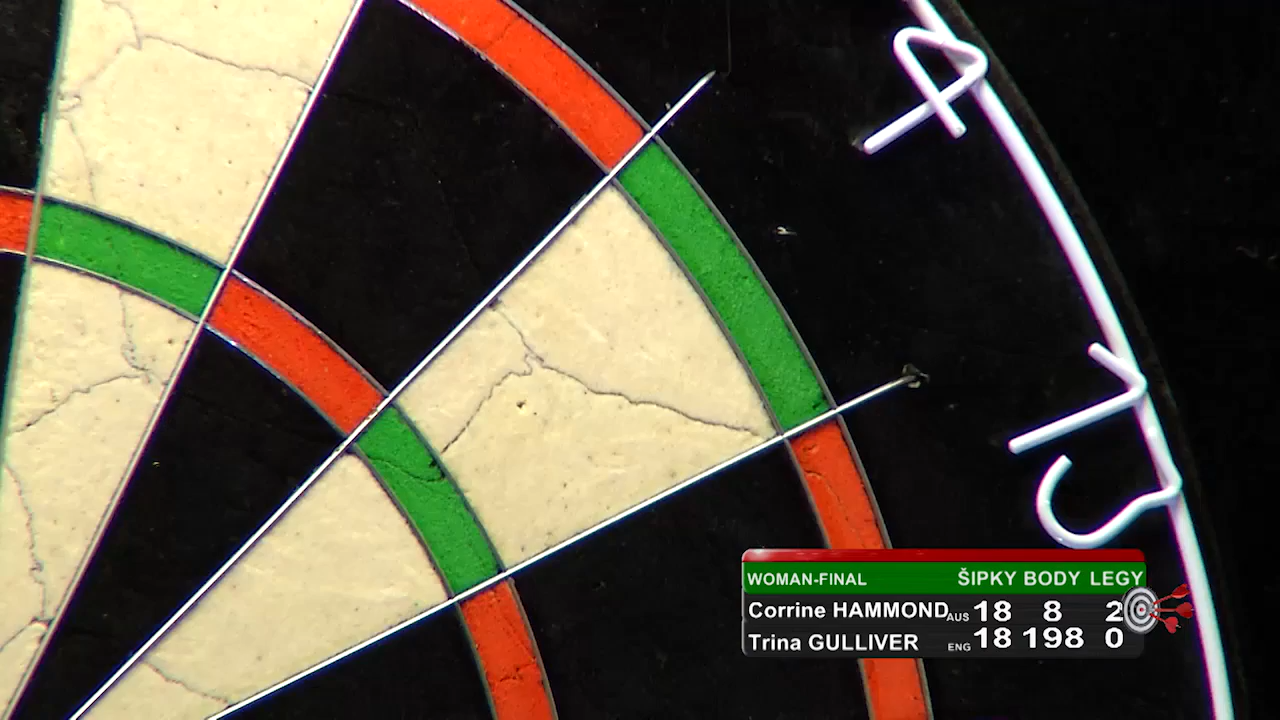 4
13
WOMAN-FINAL ŠIPKY BODY LEGY
Corrine HAMMOND AUS 18 8 2
Trina GULLIVER ENG 18 198 0